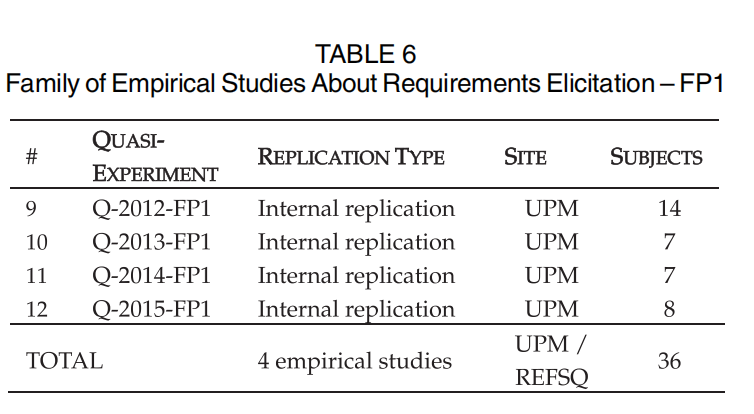 TABLE 6
Family of Empirical Studies About Requirements Elicitation – FP1
# QUASI-EXPERIMENT REPLICATION TYPE SITE SUBJECTS
9 Q-2012-FP1 Internal replication UPM 14
10 Q-2013-FP1 Internal replication UPM 7
11 Q-2014-FP1 Internal replication UPM 7
12 Q-2015-FP1 Internal replication UPM 8
TOTAL 4 empirical studies UPM / REFSQ 36